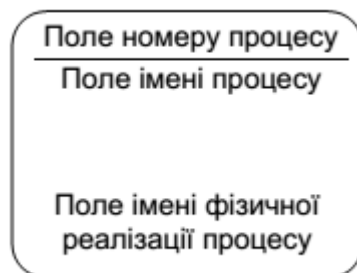 Поле номеру процесу
Поле імені процесу
Поле імені фізичної
реалізації процесу